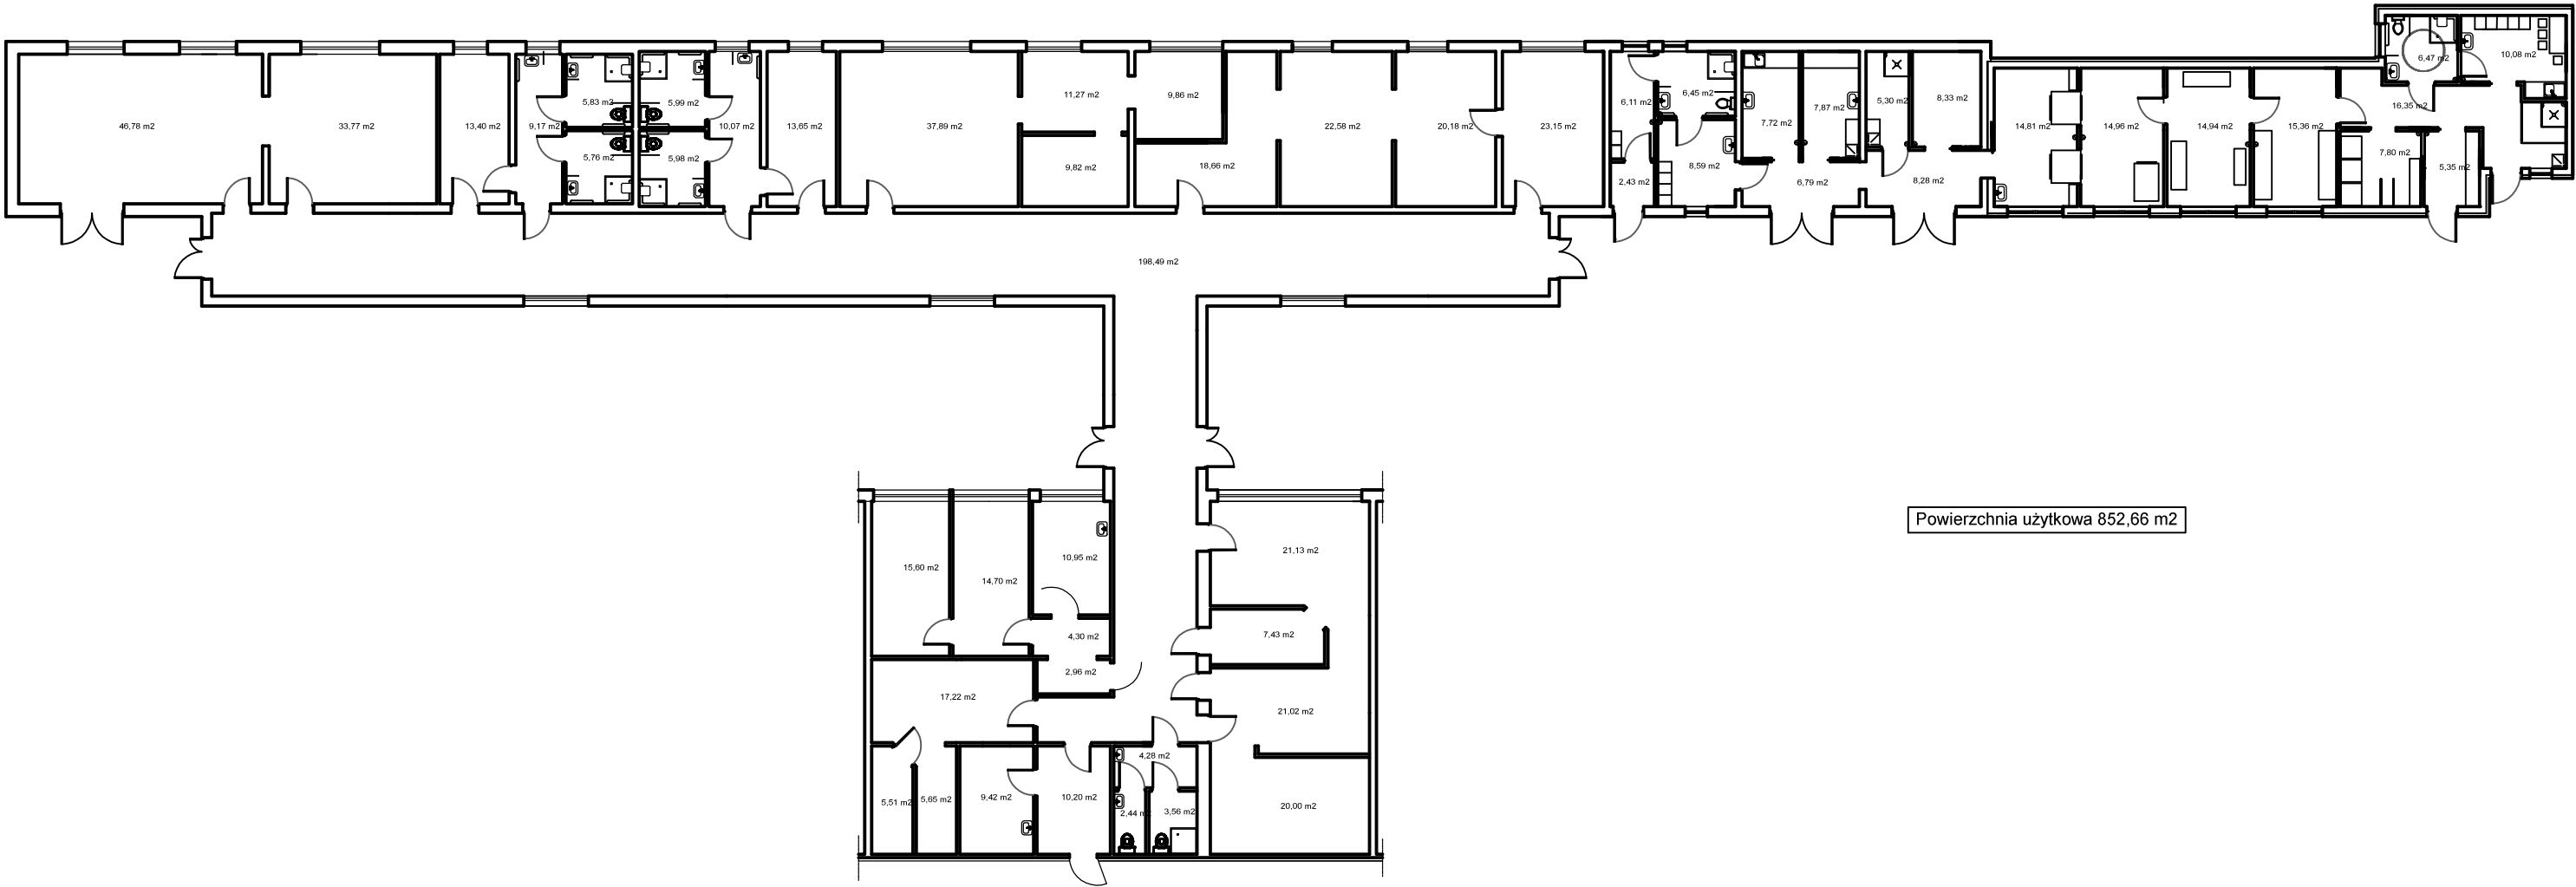 6,47 m2
10,08 m2
5,83 m2
5,99 m2
11,27 m2
9,86 m2
6,11 m2
6,45 m2
7,72 m2
7,87 m2
5,30 m2
8,33 m2
16,35 m2
46,78 m2
33,77 m2
13,40 m2
9,17 m2
10,07 m2
13,65 m2
37,89 m2
22,58 m2
20,18 m2
23,15 m2
14,81 m2
14,96 m2
14,94 m2
15,36 m2
5,76 m2
5,98 m2
9,82 m2
18,66 m2
8,59 m2
2,43 m2
6,79 m2
8,28 m2
7,80 m2
5,35 m2
198,49 m2
Powierzchnia użytkowa 852,66 m2
10,95 m2
21,13 m2
15,60 m2
14,70 m2
4,30 m2
7,43 m2
2,96 m2
17,22 m2
21,02 m2
4,28 m2
5,51 m2
5,65 m2
9,42 m2
10,20 m2
2,44 m2
3,56 m2
20,00 m2